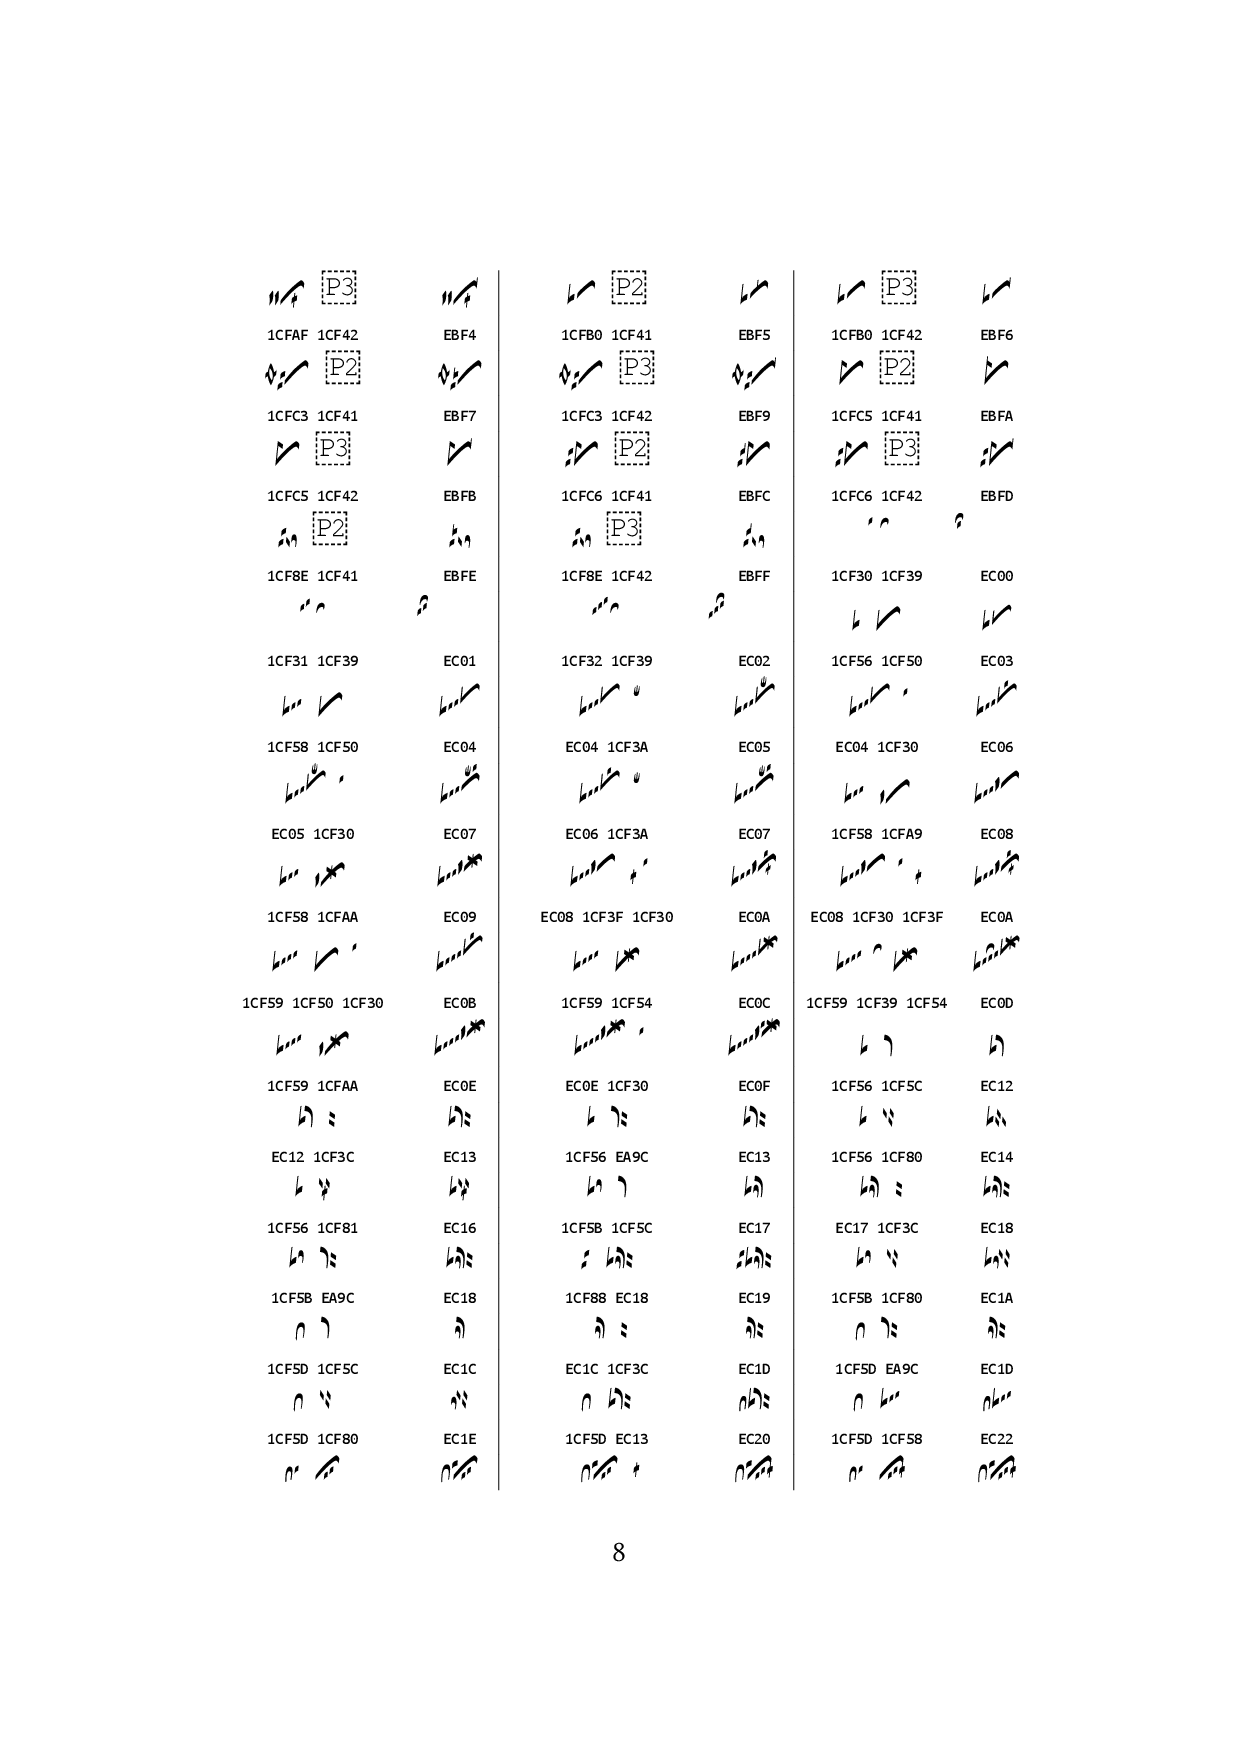 P3 P2 P3
1CFAF 1CF42 EBF4 1CFB0 1CF41 EBF5 1CFB0 1CF42 EBF6
P2 P3 P2
1CFC3 1CF41 EBF7 1CFC3 1CF42 EBF9 1CFC5 1CF41 EBFA
P3 P2 P3
1CFC5 1CF42 EBFB 1CFC6 1CF41 EBFC 1CFC6 1CF42 EBFD
P2 P3
1CF8E 1CF41 EBFE 1CF8E 1CF42 EBFF 1CF30 1CF39 EC00
1CF31 1CF39 EC01 1CF32 1CF39 EC02 1CF56 1CF50 EC03
1CF58 1CF50 EC04 EC04 1CF3A EC05 EC04 1CF30 EC06
EC05 1CF30 EC07 EC06 1CF3A EC07 1CF58 1CFA9 EC08
1CF58 1CFAA EC09 EC08 1CF3F 1CF30 EC0A EC08 1CF30 1CF3F EC0A
1CF59 1CF50 1CF30 EC0B 1CF59 1CF54 EC0C 1CF59 1CF39 1CF54 EC0D
1CF59 1CFAA EC0E EC0E 1CF30 EC0F 1CF56 1CF5C EC12
EC12 1CF3C EC13 1CF56 EA9C EC13 1CF56 1CF80 EC14
1CF56 1CF81 EC16 1CF5B 1CF5C EC17 EC17 1CF3C EC18
1CF5B EA9C EC18 1CF88 EC18 EC19 1CF5B 1CF80 EC1A
1CF5D 1CF5C EC1C EC1C 1CF3C EC1D 1CF5D EA9C EC1D
1CF5D 1CF80 EC1E 1CF5D EC13 EC20 1CF5D 1CF58 EC22
8